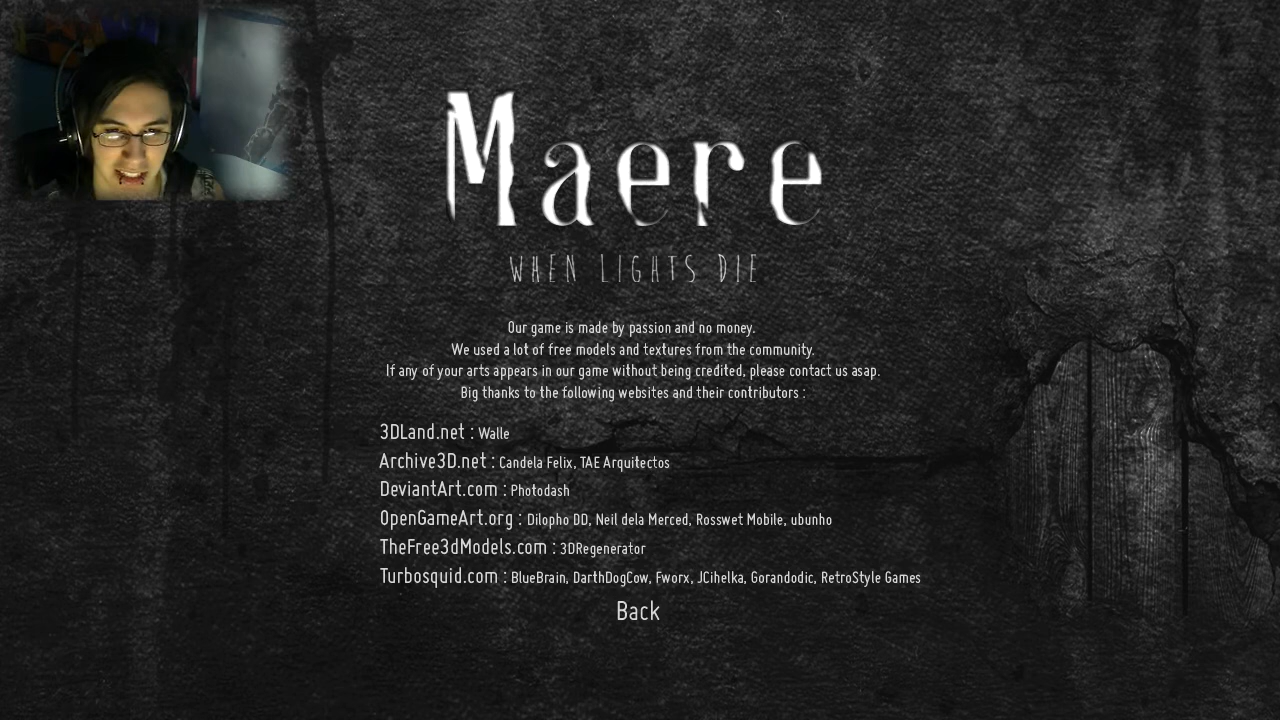 Maere
WHEN LIGHTS DIE
Our game is made by passion and no money.
We used a lot of free models and textures from the community.
If any of your arts appears in our game without being credited, please contact us asap.
Big thanks to the following websites and their contributors :
3DLand.net : Walle
Archive3D.net : Candela Felix, TAE Arquitectos
DeviantArt.com : Photodash
OpenGameArt.org : Dilopho DD, Neil dela Merced, Rosswet Mobile, ubunho
TheFree3dModels.com : 3DRegenerator
Turbosquid.com : BlueBrain, DarthDogCow, Fworx, JCihelka, Gorandodic, RetroStyle Games
Back